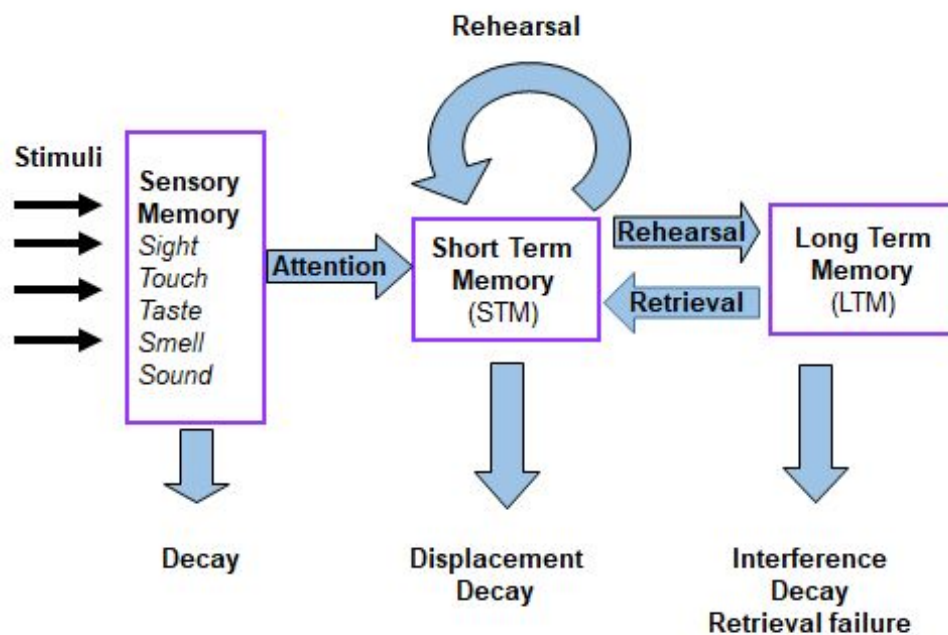 Rehearsal
Stimuli
Sensory
Memory
Sight
Touch
Taste
Smell
Sound
Attention
Short Term
Memory
(STM)
Rehearsal
Retrieval
Long Term
Memory
(LTM)
Decay
Displacement
Decay
Interference
Decay
Retrieval failure